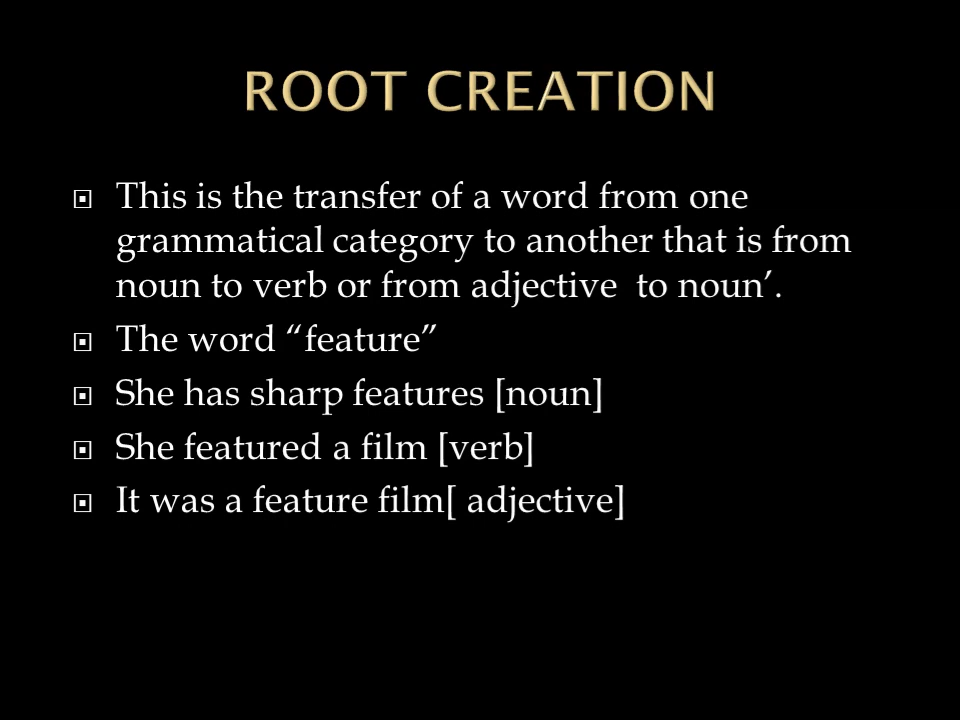 ROOT CREATION
This is the transfer of a word from one
grammatical category to another that is from
noun to verb or from adjective to noun’.
The word “feature”
She has sharp features [noun]
She featured a film [verb]
It was a feature film[ adjective]